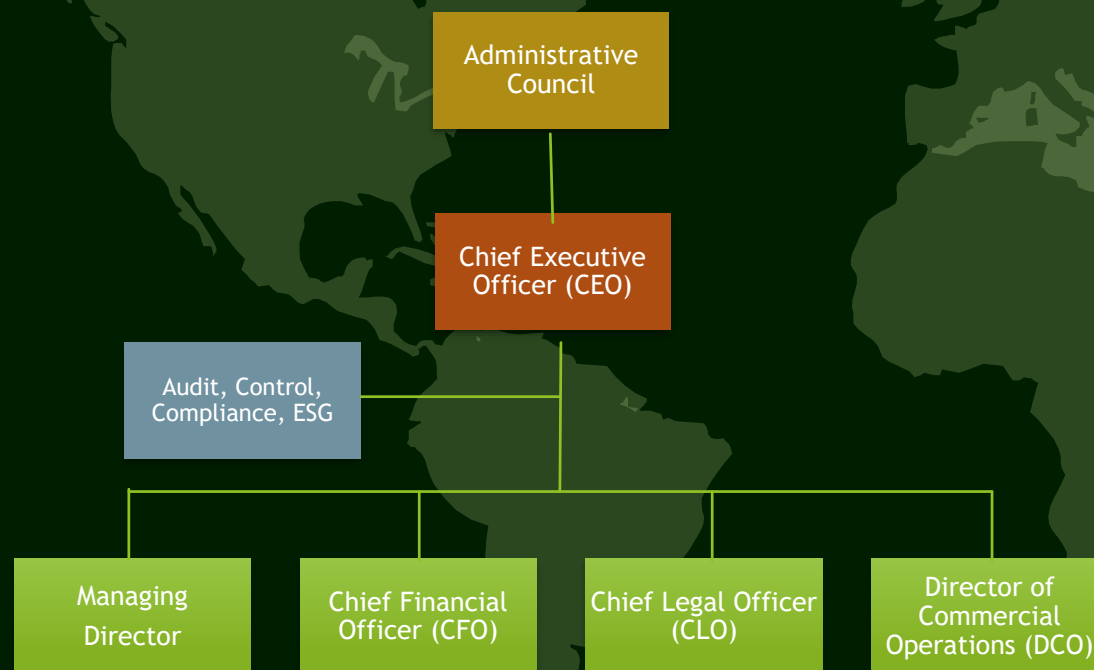 Administrative
Council
Chief Executive
Officer (CEO)
Audit, Control,
Compliance, ESG
Managing
Director
Chief Financial
Officer (CFO)
Chief Legal Officer
(CLO)
Director of
Commercial
Operations (DCO)